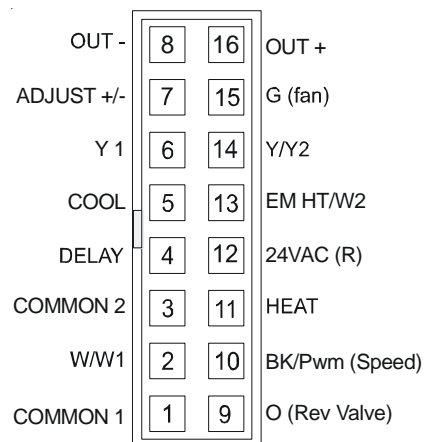 OUT - 8 16 OUT +
ADJUST +/- 7 15 G (fan)
Y 1 6 14 Y/Y2
COOL 5 13 EM HT/W2
DELAY 4 12 24VAC (R)
COMMON 2 3 11 HEAT
W/W1 2 10 BK/Pwm (Speed)
COMMON 1 1 9 O (Rev Valve)